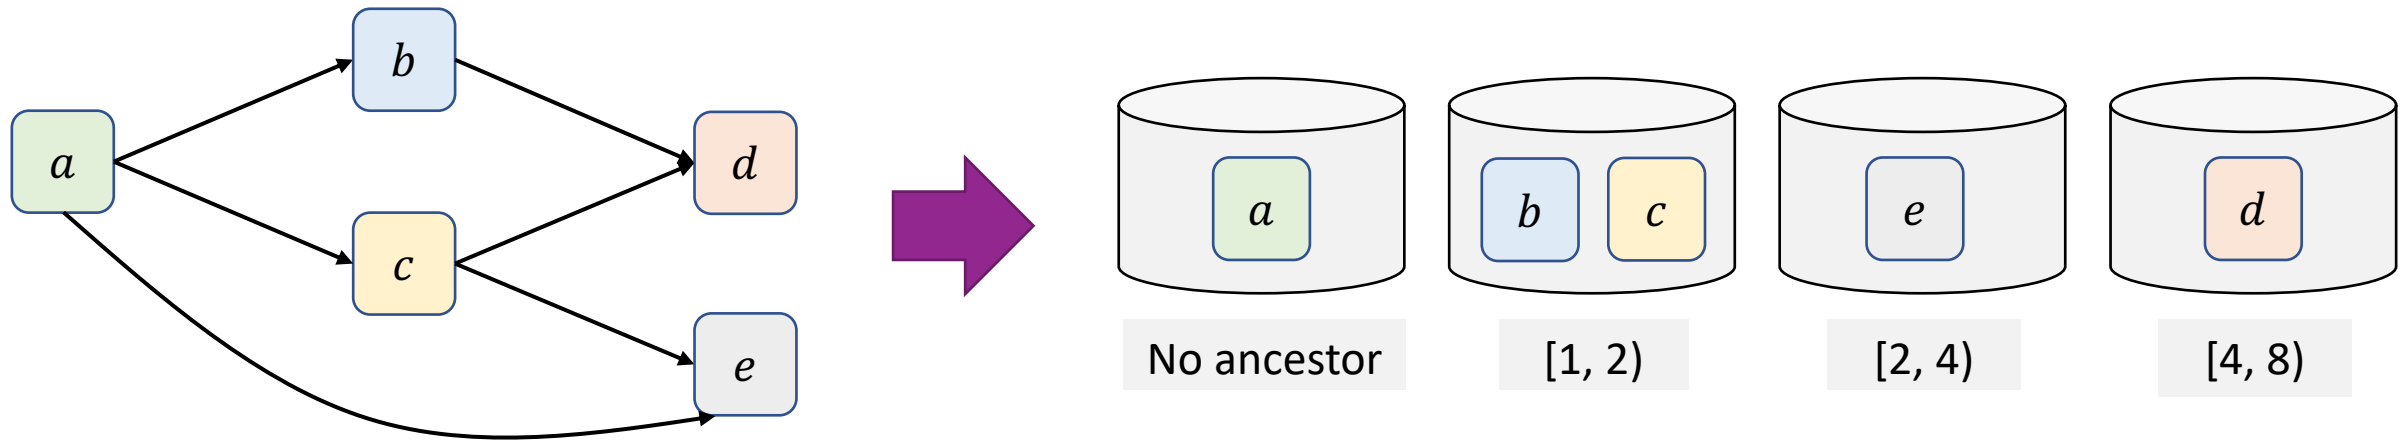 b
a
d
c
e
a
b
c
e
d
No ancestor
[1, 2)
[2, 4)
[4, 8)